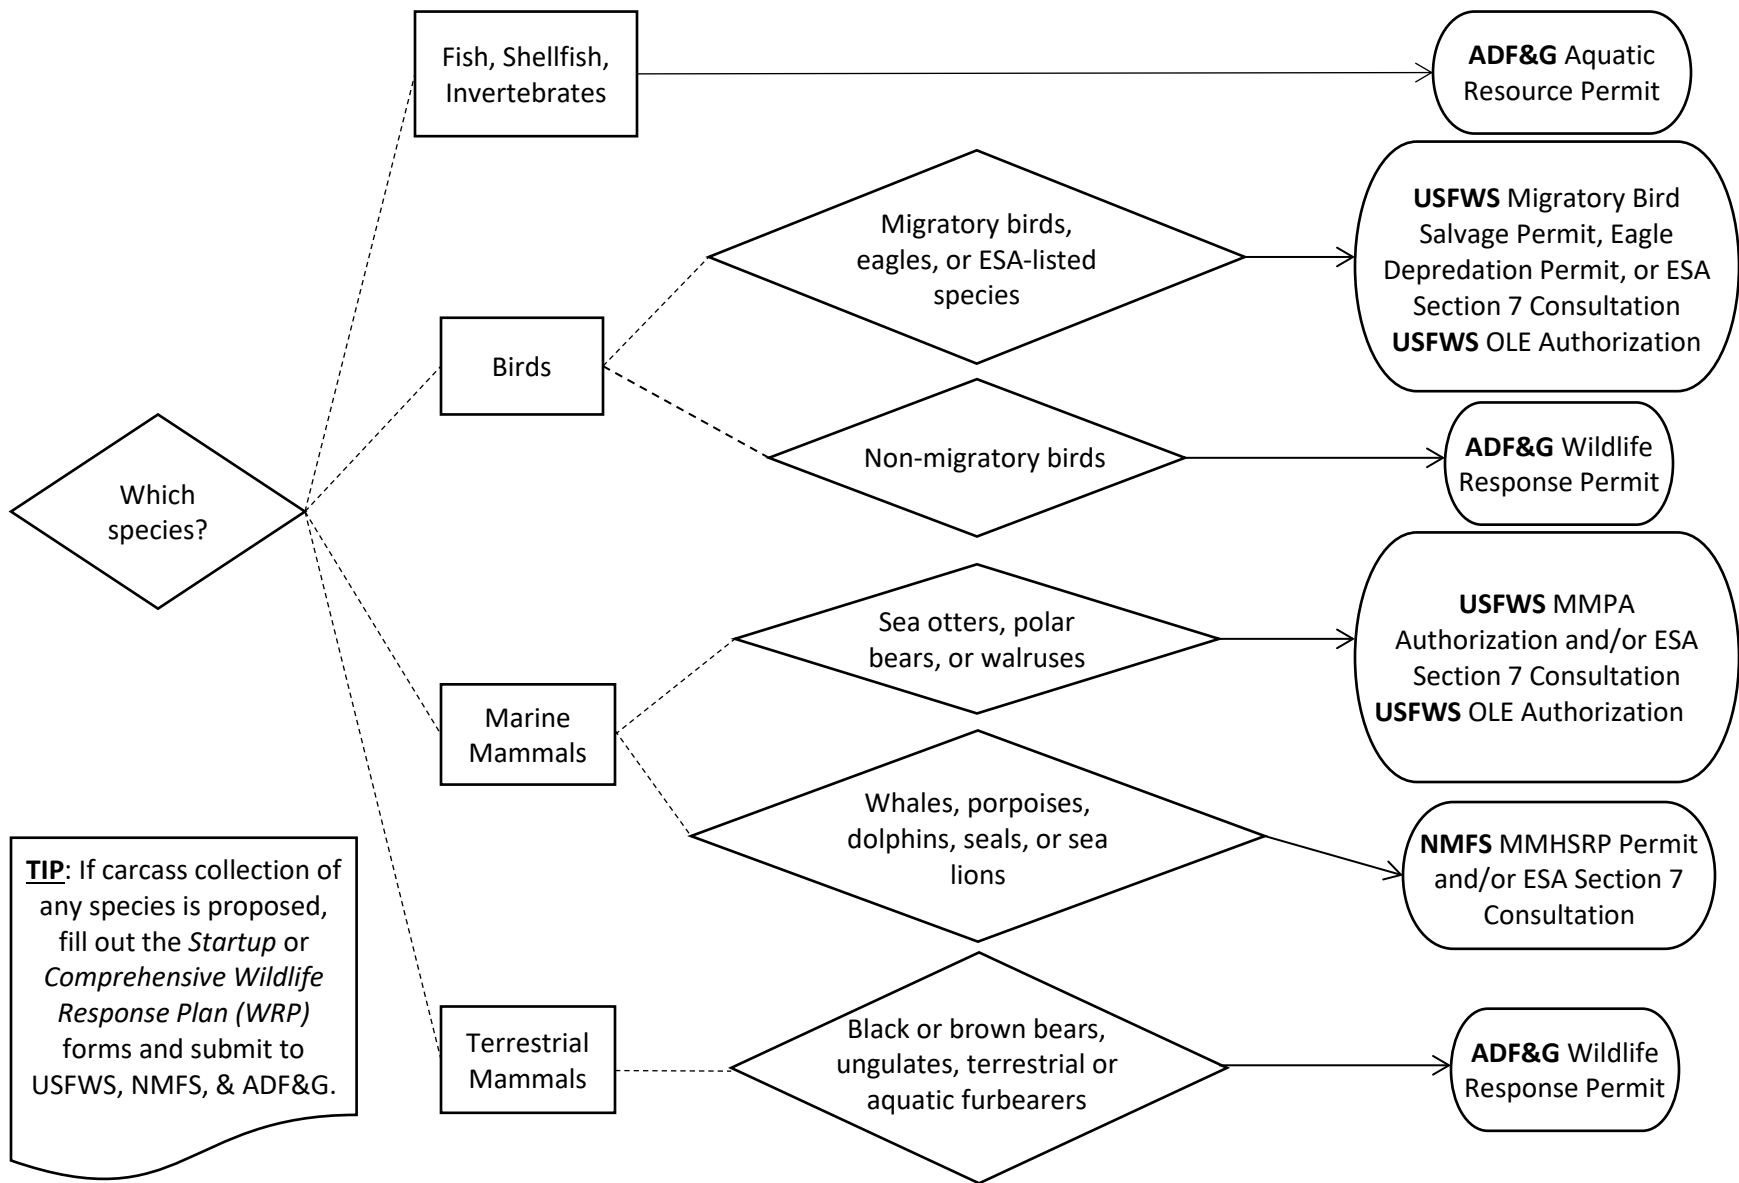 Which
species?
Fish, Shellfish,
Invertebrates
ADF&G Aquatic
Resource Permit
Birds
Migratory birds,
eagles, or ESA-listed
species
USFWS Migratory Bird
Salvage Permit, Eagle
Depredation Permit, or ESA
Section 7 Consultation
USFWS OLE Authorization
Non-migratory birds
ADF&G Wildlife
Response Permit
Marine
Mammals
Sea otters, polar
bears, or walruses
USFWS MMPA
Authorization and/or ESA
Section 7 Consultation
USFWS OLE Authorization
Whales, porpoises,
dolphins, seals, or sea
lions
NMFS MMHSRP Permit
and/or ESA Section 7
Consultation
Terrestrial
Mammals
Black or brown bears,
ungulates, terrestrial or
aquatic furbearers
ADF&G Wildlife
Response Permit
TIP: If carcass collection of
any species is proposed,
fill out the Startup or
Comprehensive Wildlife
Response Plan (WRP)
forms and submit to
USFWS, NMFS, & ADF&G.